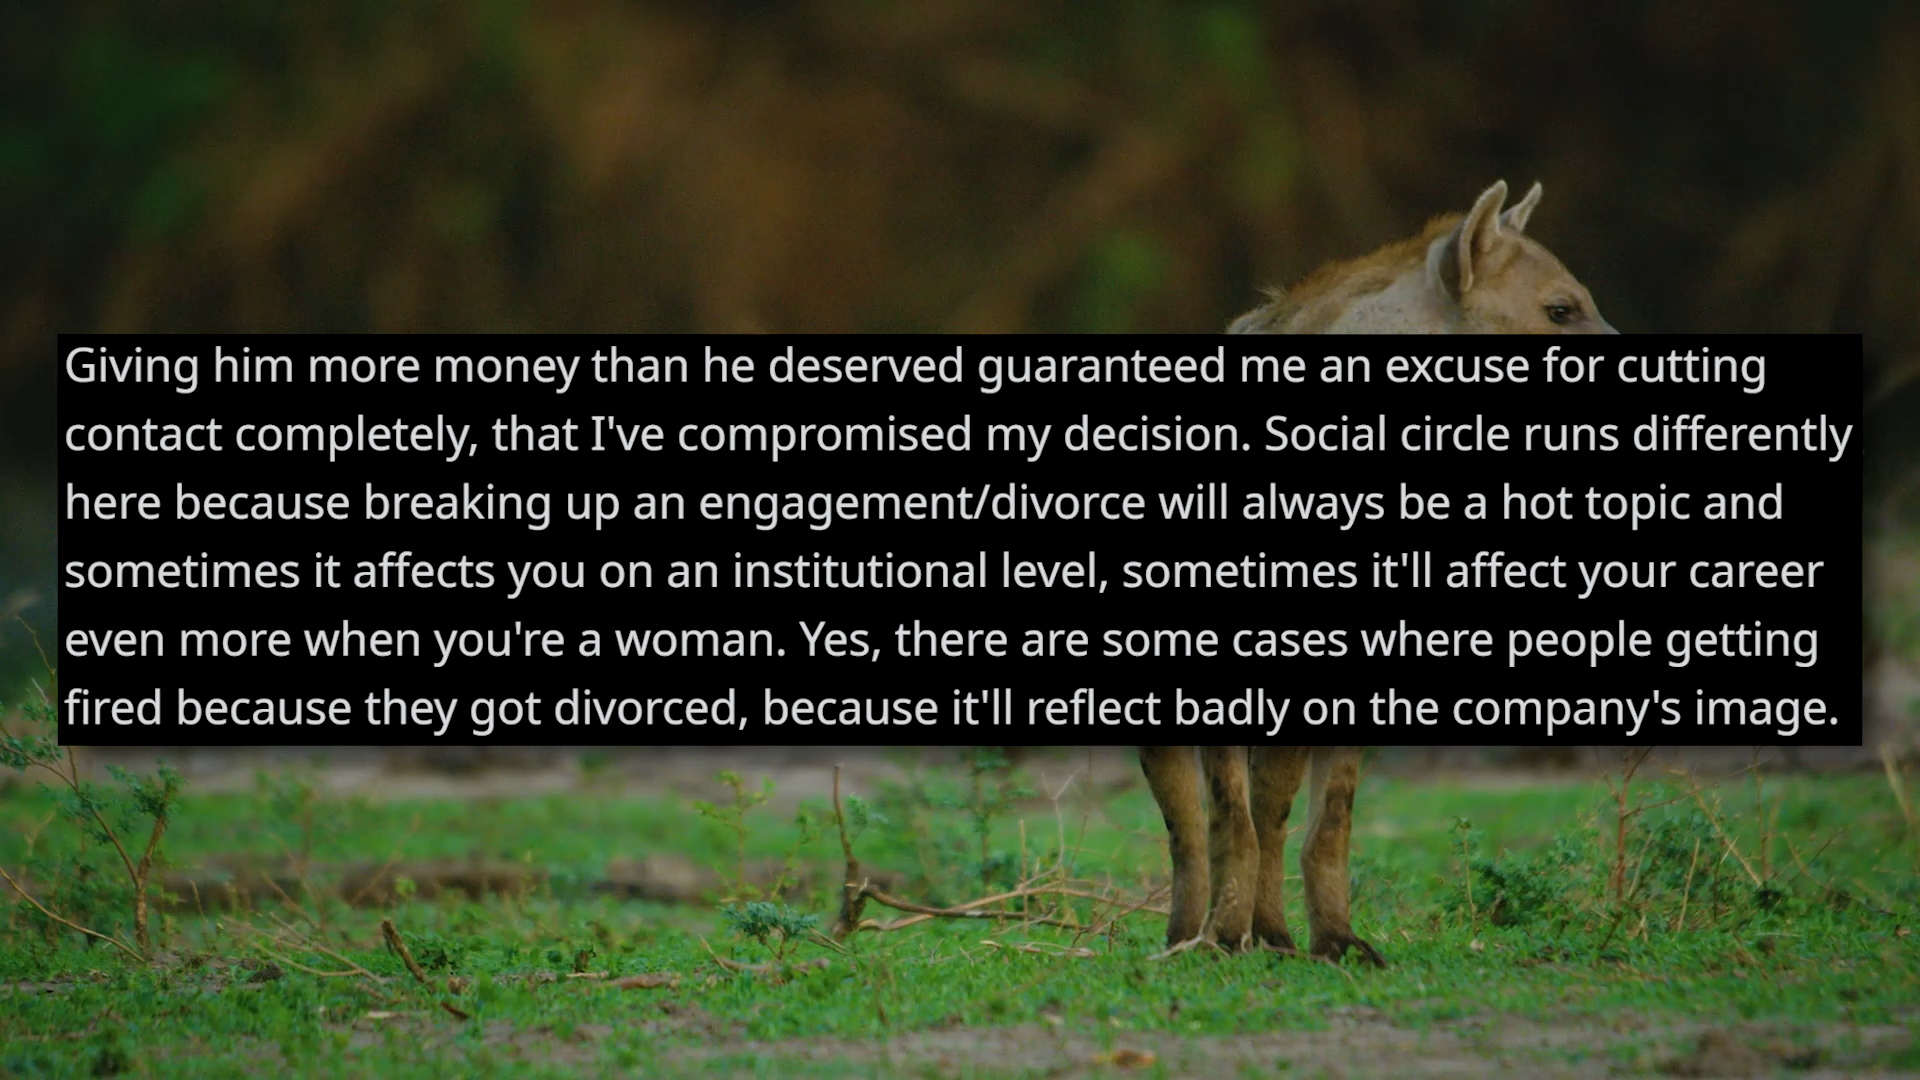 Giving him more money than he deserved guaranteed me an excuse for cutting
contact completely, that I've compromised my decision. Social circle runs differently
here because breaking up an engagement/divorce will always be a hot topic and
sometimes it affects you on an institutional level, sometimes it'll affect your career
even more when you're a woman. Yes, there are some cases where people getting
fired because they got divorced, because it'll reflect badly on the company's image.